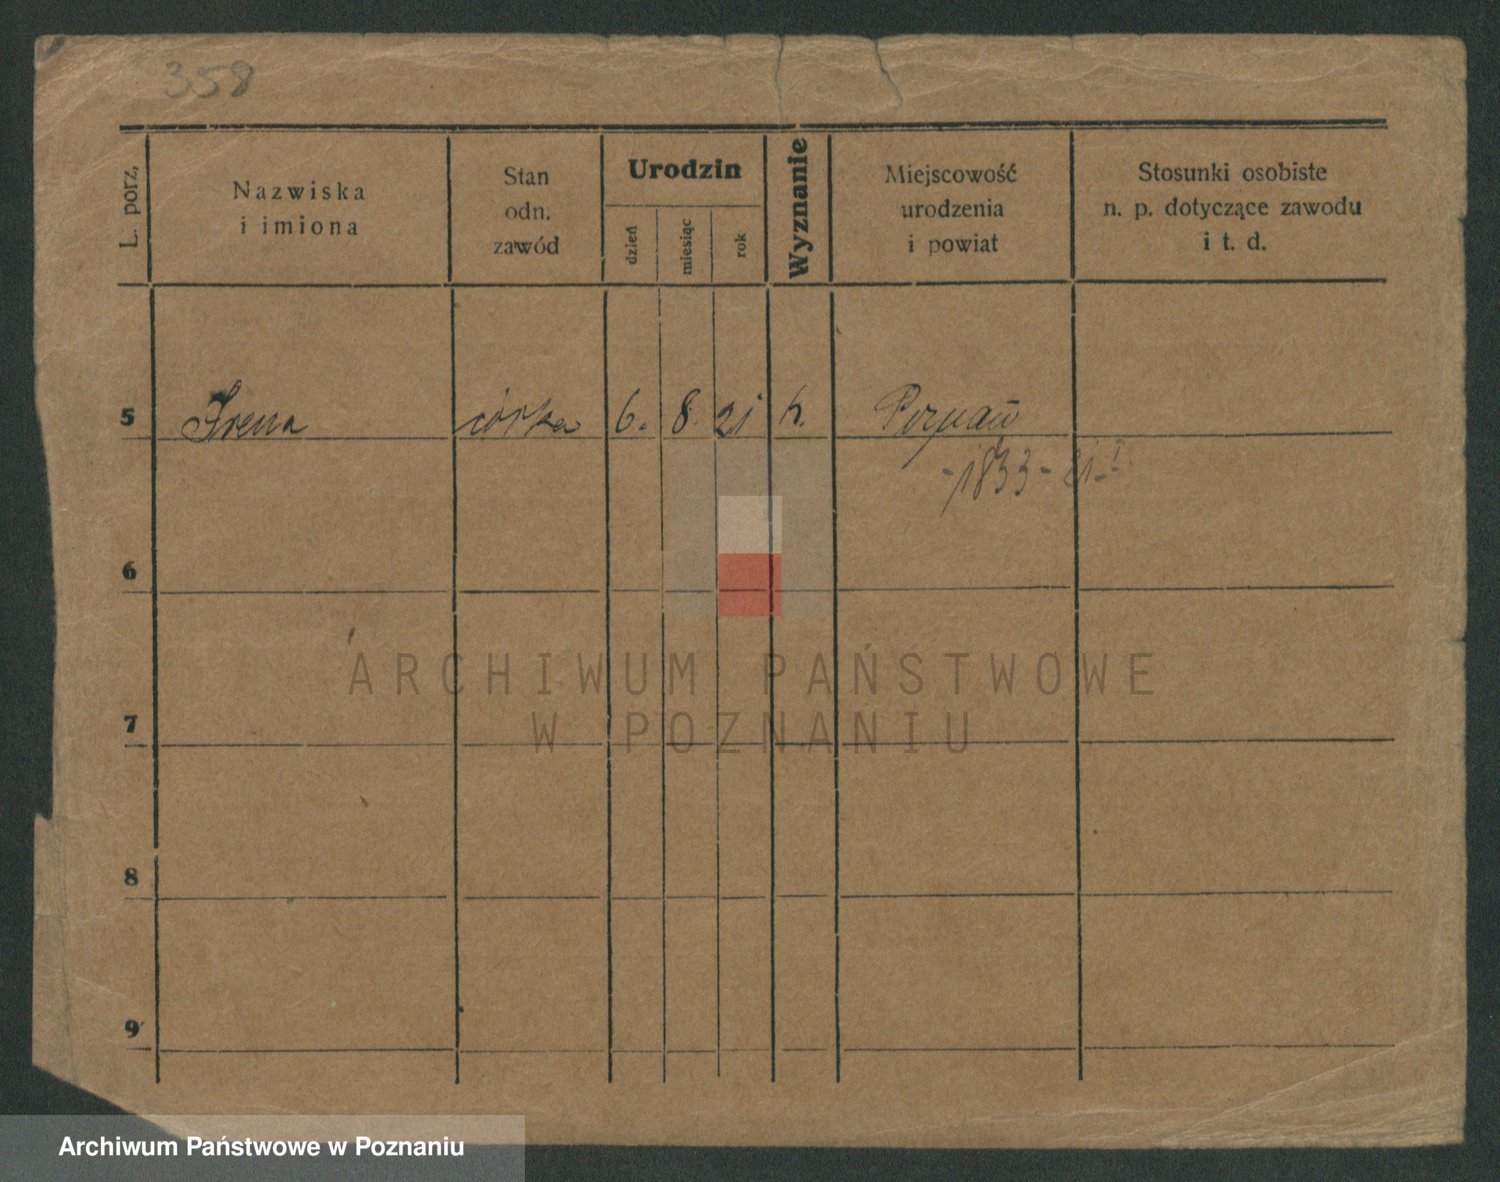 358
L. porz.
Nazwiska
i imiona
Stan
odn.
zawód
Urodzin
dzień
miesiąc
rok
Wyznanie
Miejscowość
urodzenia
i powiat
Stosunki osobiste
n. p. dotyczące zawodu
i t. d.
5 Irena córka 6. 8. 21 k. Poznań
-1833-
6
7
8
9
ARCHIWUM PAŃSTWOWE
W POZNANIU
Archiwum Państwowe w Poznaniu